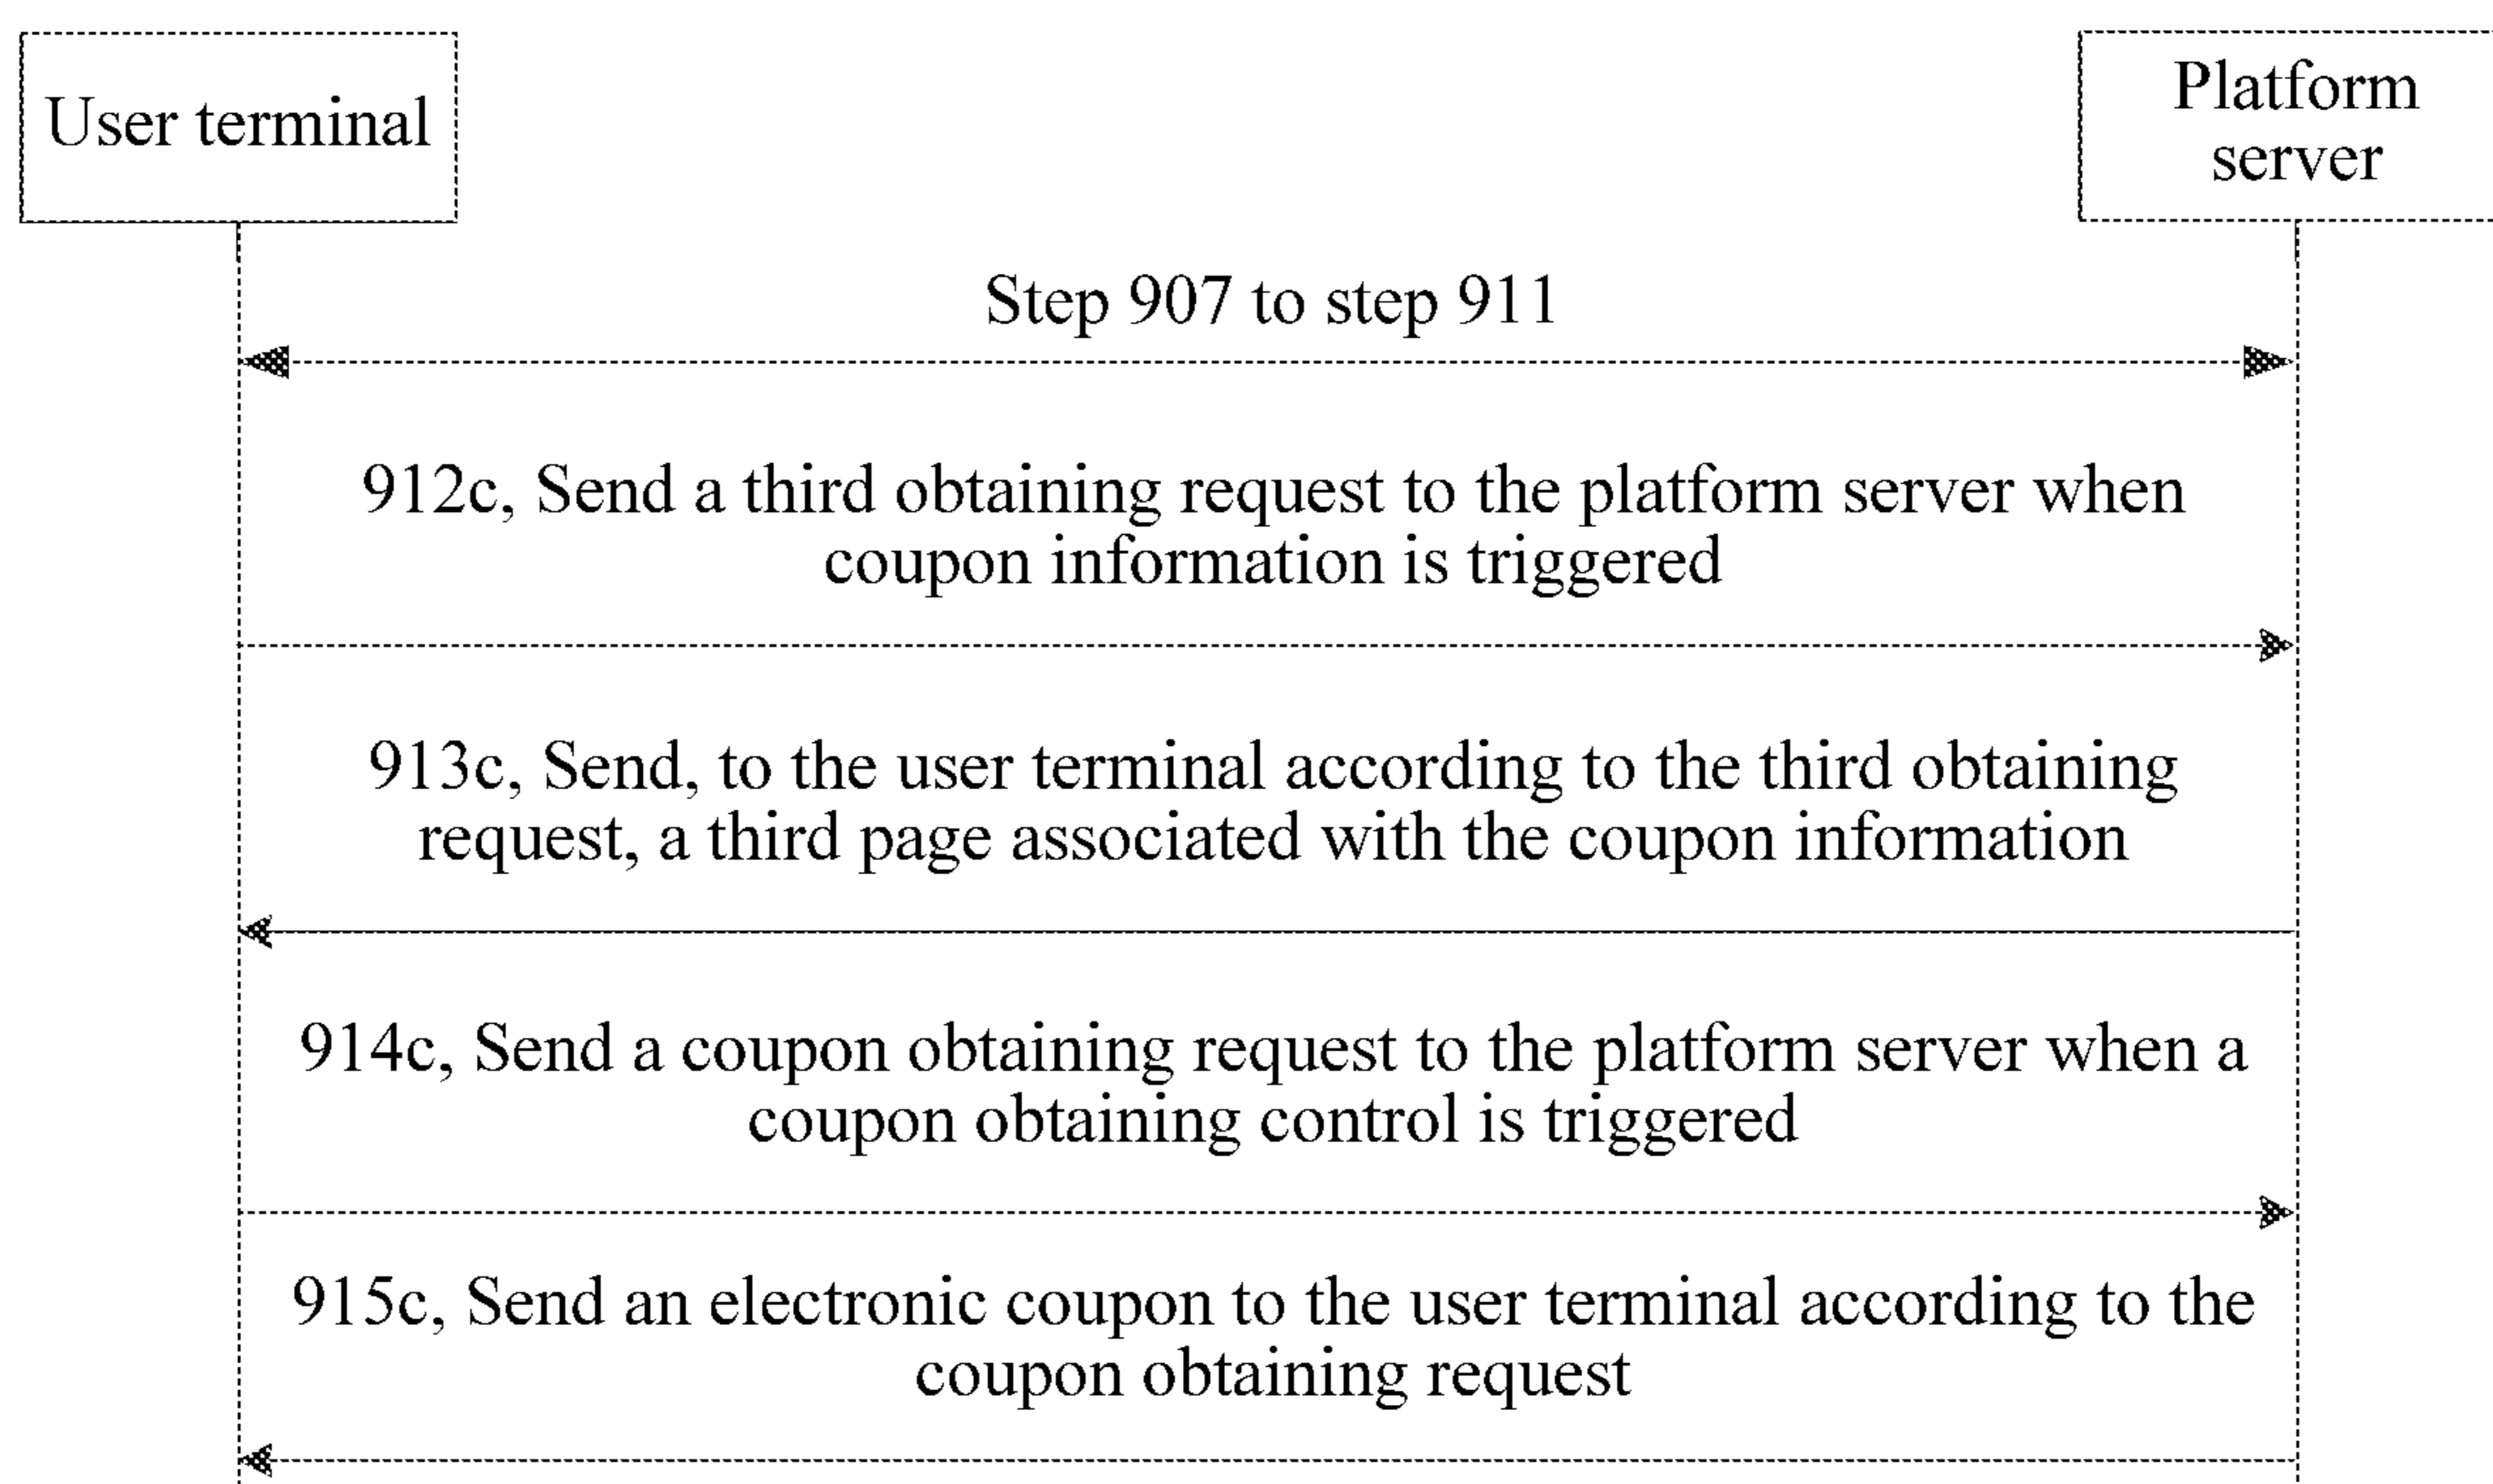 User terminal
Platform
server
Step 907 to step 911
912c, Send a third obtaining request to the platform server when
coupon information is triggered
913c, Send, to the user terminal according to the third obtaining
request, a third page associated with the coupon information
914c, Send a coupon obtaining request to the platform server when a
coupon obtaining control is triggered
915c, Send an electronic coupon to the user terminal according to the
coupon obtaining request